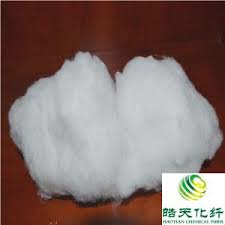 皓天化纤
HAOTIAN CHEMICAL FIBER